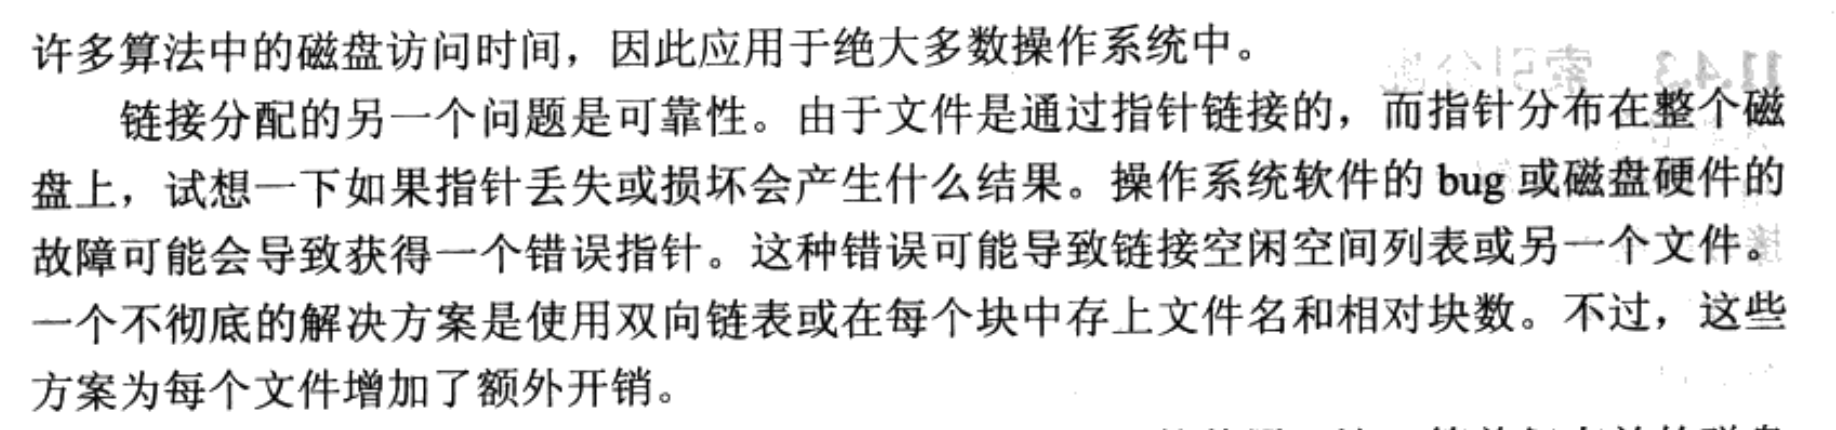 许多算法中的磁盘访问时间，因此应用于绝大多数操作系统中。
链接分配的另一个问题是可靠性。由于文件是通过指针链接的，而指针分布在整个磁
盘上，试想一下如果指针丢失或损坏会产生什么结果。操作系统软件的 bug 或磁盘硬件的
故障可能会导致获得一个错误指针。这种错误可能导致链接空闲空间列表或另一个文件。
一个不彻底的解决方案是使用双向链表或在每个块中存上文件名和相对块数。不过，这些
方案为每个文件增加了额外开销。